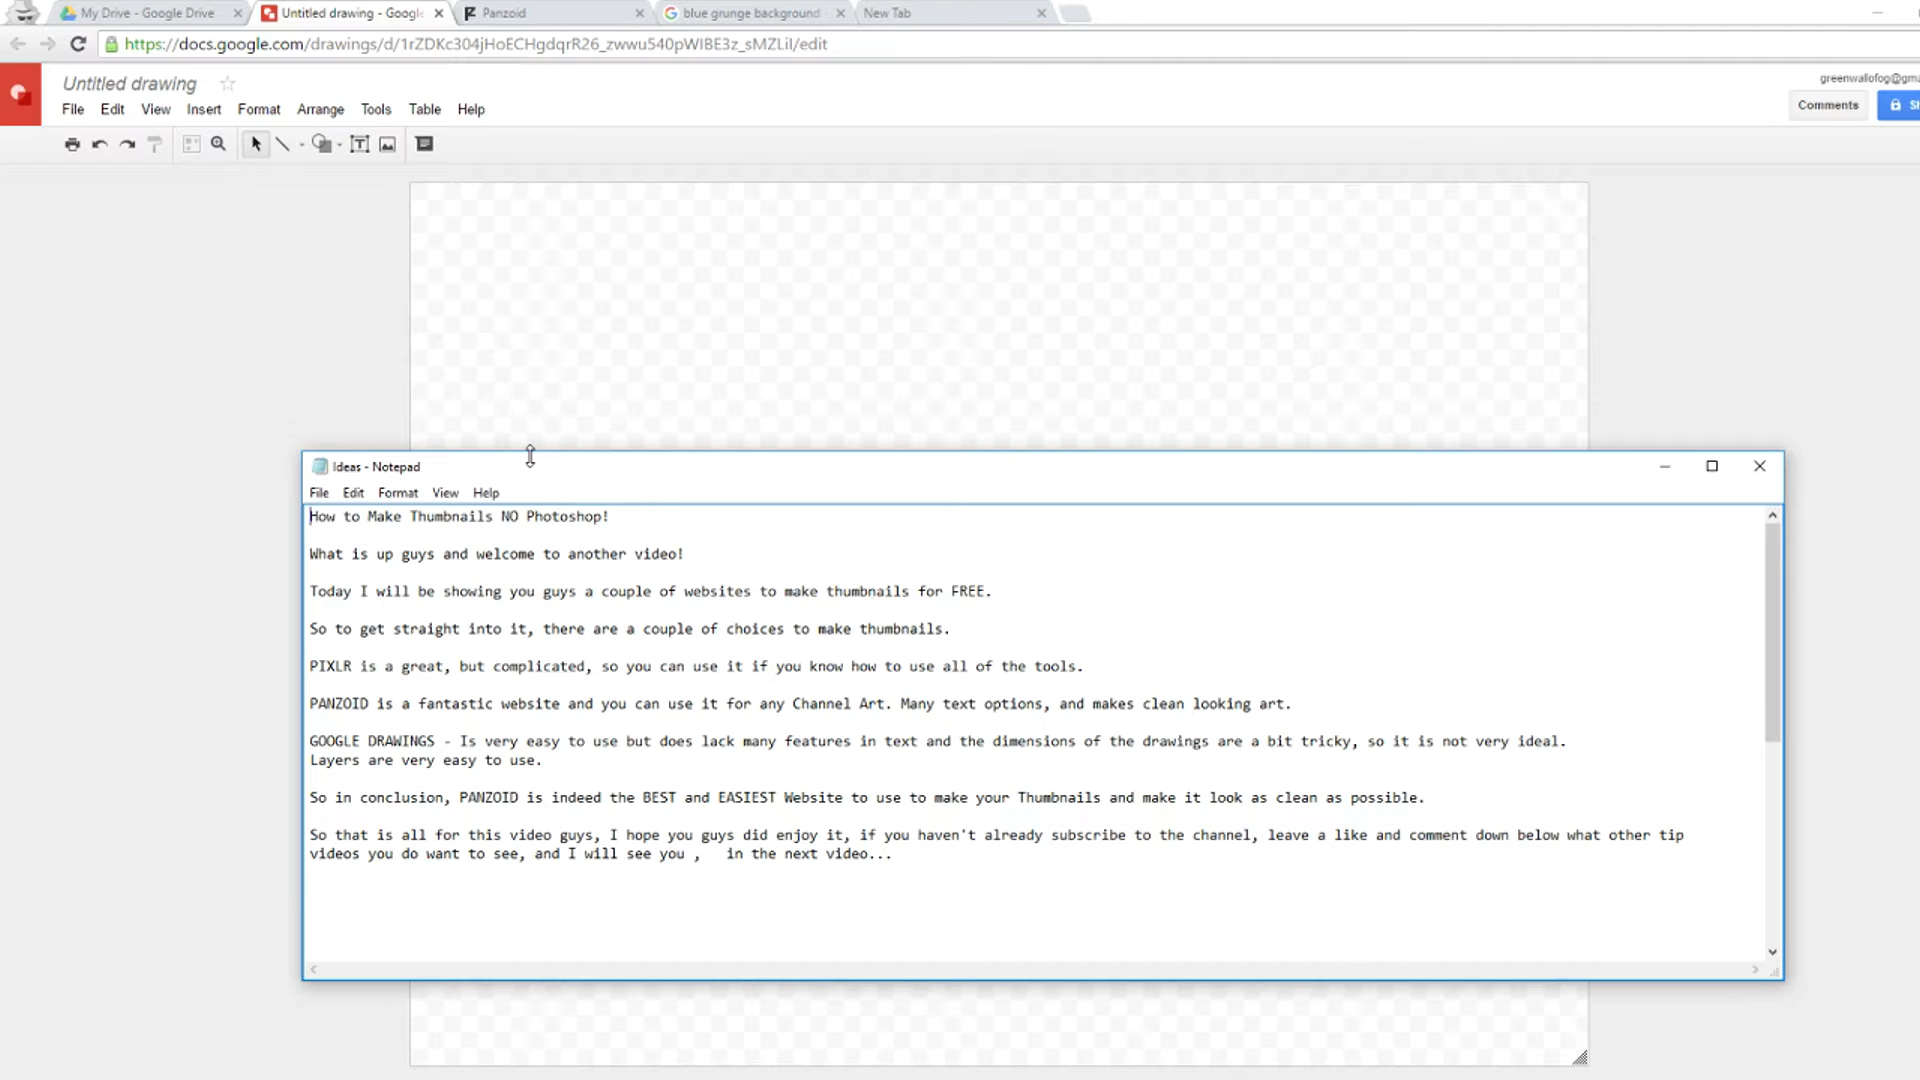 My Drive - Google Drive
Untitled drawing - Google
Panzoid
blue grunge background
New Tab
https://docs.google.com/drawings/d/1rZDKc304jHoECHgdqrR26_zwwu540pWIBE3z_sMZLiI/edit
Untitled drawing
greenwallofog@gma
File Edit View Insert Format Arrange Tools Table Help
Comments
Sh
Ideas - Notepad
File Edit Format View Help
How to Make Thumbnails NO Photoshop!
What is up guys and welcome to another video!
Today I will be showing you guys a couple of websites to make thumbnails for FREE.
So to get straight into it, there are a couple of choices to make thumbnails.
PIXLR is a great, but complicated, so you can use it if you know how to use all of the tools.
PANZOID is a fantastic website and you can use it for any Channel Art. Many text options, and makes clean looking art.
GOOGLE DRAWINGS - Is very easy to use but does lack many features in text and the dimensions of the drawings are a bit tricky, so it is not very ideal.
Layers are very easy to use.
So in conclusion, PANZOID is indeed the BEST and EASIEST Website to use to make your Thumbnails and make it look as clean as possible.
So that is all for this video guys, I hope you guys did enjoy it, if you haven't already subscribe to the channel, leave a like and comment down below what other tip
videos you do want to see, and I will see you ,   in the next video...